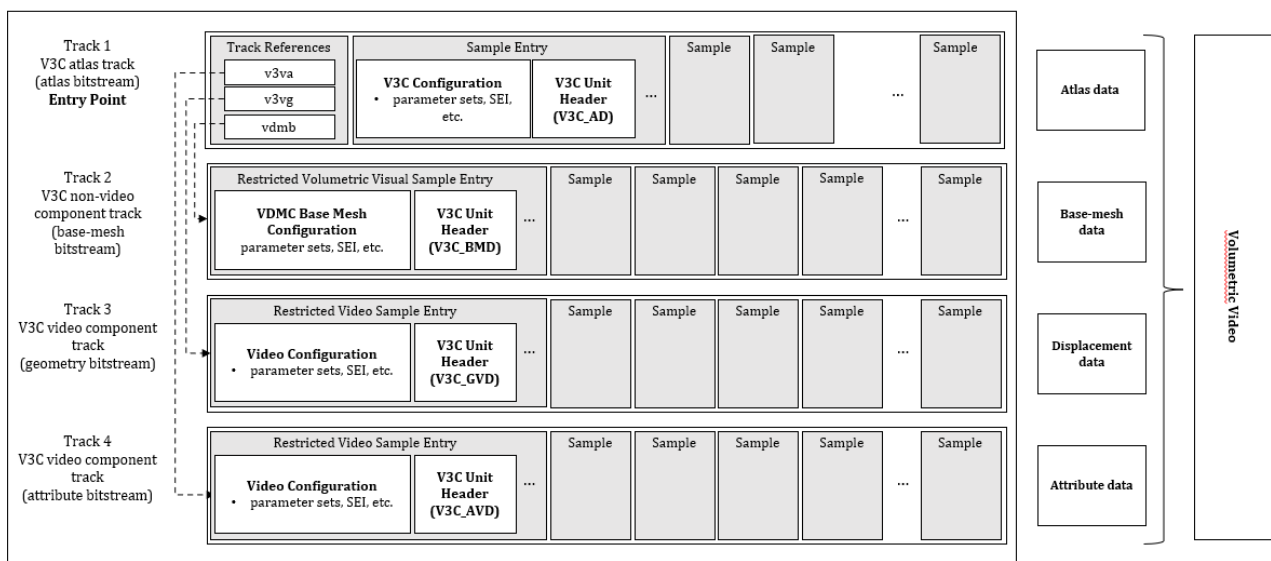 Track 1
V3C atlas track
(atlas bitstream)
Entry Point
Track References
v3va
v3vg
vdmb
Sample Entry
V3C Configuration
• parameter sets, SEI,
etc.
V3C Unit
Header
(V3C_AD)
...
Sample
Sample
...
Sample
Atlas data
Track 2
V3C non-video
component track
(base-mesh
bitstream)
Restricted Volumetric Visual Sample Entry
VDMC Base Mesh
Configuration
parameter sets, SEI, etc.
V3C Unit
Header
(V3C_BMD)
...
Sample
Sample
Sample
Sample
...
Sample
Base-mesh
data
Track 3
V3C video component
track
(geometry bitstream)
Restricted Video Sample Entry
Video Configuration
• parameter sets, SEI, etc.
V3C Unit
Header
(V3C_GVD)
...
Sample
Sample
Sample
Sample
...
Sample
Displacement
data
Track 4
V3C video component
track
(attribute bitstream)
Restricted Video Sample Entry
Video Configuration
• parameter sets, SEI, etc.
V3C Unit
Header
(V3C_AVD)
...
Sample
Sample
Sample
Sample
...
Sample
Attribute data
Volumetric Video